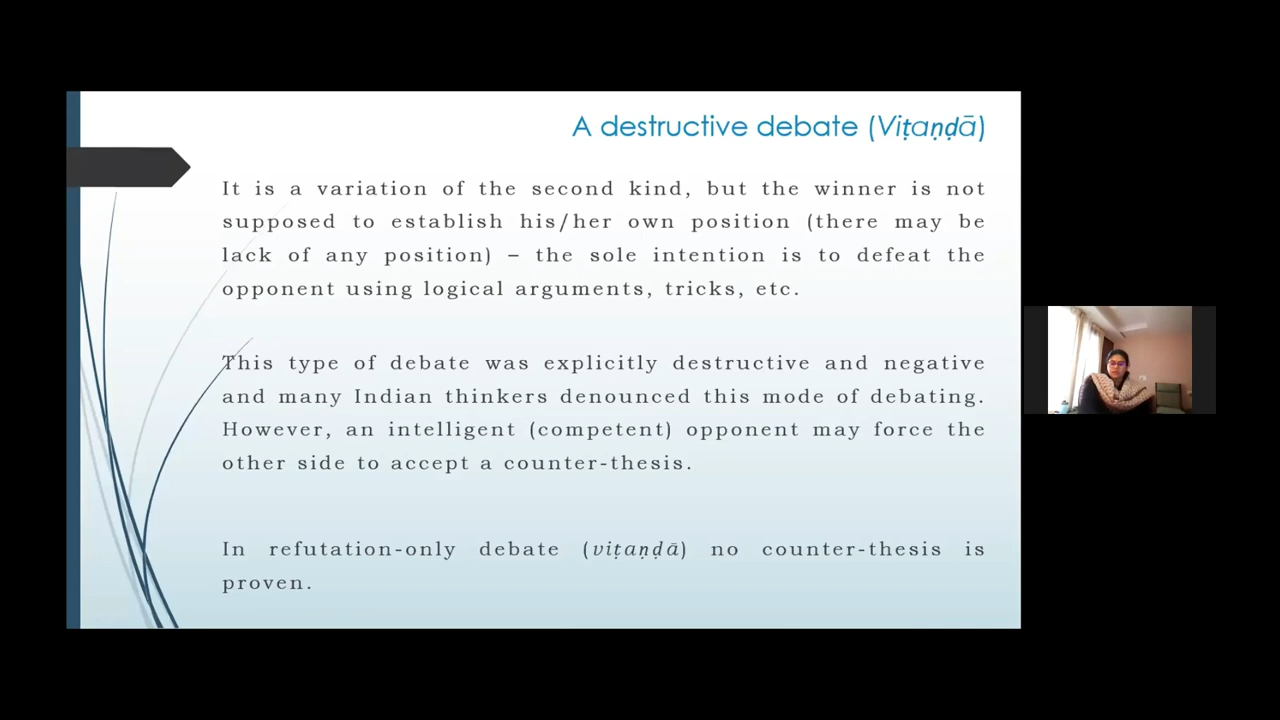 A destructive debate (Viṭaṇḍā)
It is a variation of the second kind, but the winner is not
supposed to establish his/her own position (there may be
lack of any position) – the sole intention is to defeat the
opponent using logical arguments, tricks, etc.
This type of debate was explicitly destructive and negative
and many Indian thinkers denounced this mode of debating.
However, an intelligent (competent) opponent may force the
other side to accept a counter-thesis.
In refutation-only debate (viṭaṇḍā) no counter-thesis is
proven.